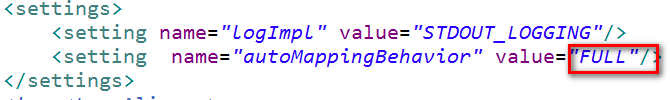 <settings>
<setting name="logImpl" value="STDOUT_LOGGING"/>
<setting name="autoMappingBehavior" value="FULL"/>
</settings>